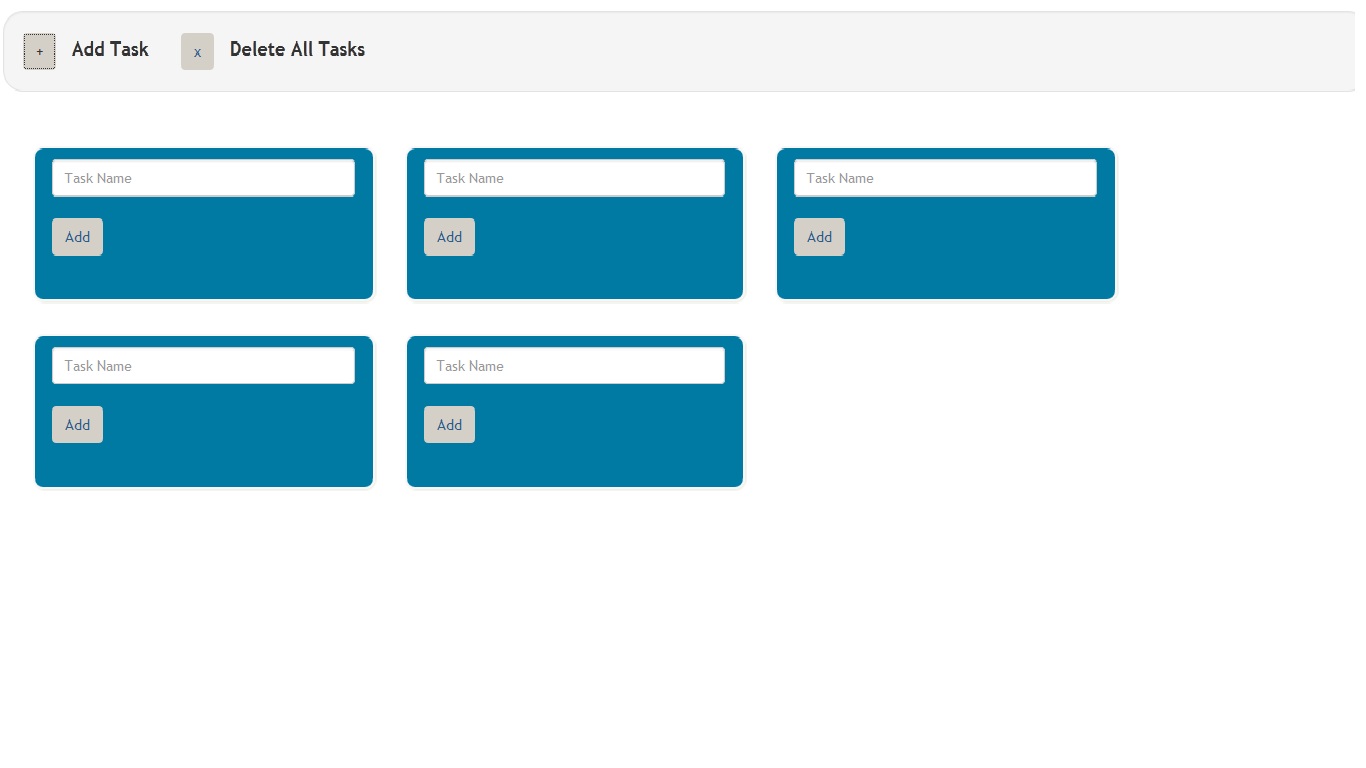 + Add Task x Delete All Tasks
Task Name Task Name Task Name
Add Add Add
Task Name Task Name
Add Add